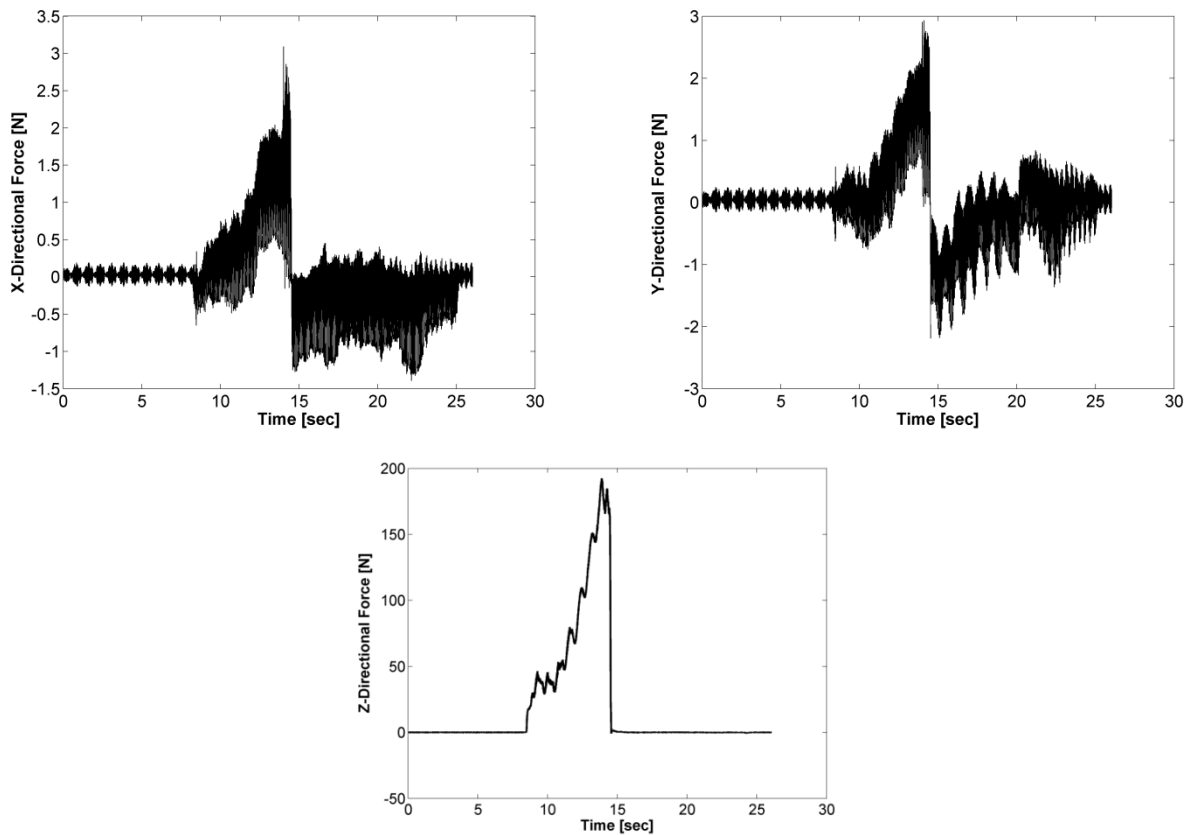 3.5
3
2.5
2
1.5
1
0.5
0
-0.5
-1
-1.5
X-Directional Force [N]
0 5 10 15 20 25 30
Time [sec]
3
2
1
0
-1
-2
-3
Y-Directional Force [N]
0 5 10 15 20 25 30
Time [sec]
200
150
100
50
0
-50
Z-Directional Force [N]
0 5 10 15 20 25 30
Time [sec]